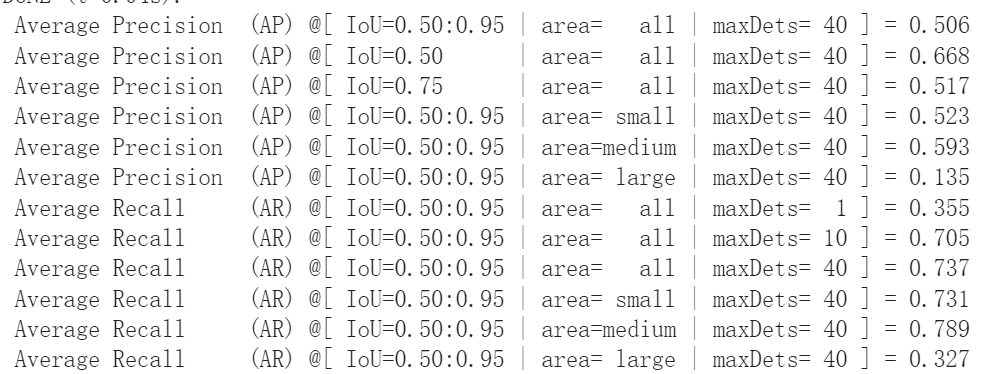 DONE (t=0.04s).
Average Precision  (AP) @[ IoU=0.50:0.95 | area=   all | maxDets= 40 ] = 0.506
Average Precision  (AP) @[ IoU=0.50      | area=   all | maxDets= 40 ] = 0.668
Average Precision  (AP) @[ IoU=0.75      | area=   all | maxDets= 40 ] = 0.517
Average Precision  (AP) @[ IoU=0.50:0.95 | area= small | maxDets= 40 ] = 0.523
Average Precision  (AP) @[ IoU=0.50:0.95 | area=medium | maxDets= 40 ] = 0.593
Average Precision  (AP) @[ IoU=0.50:0.95 | area= large | maxDets= 40 ] = 0.135
Average Recall     (AR) @[ IoU=0.50:0.95 | area=   all | maxDets=  1 ] = 0.355
Average Recall     (AR) @[ IoU=0.50:0.95 | area=   all | maxDets= 10 ] = 0.705
Average Recall     (AR) @[ IoU=0.50:0.95 | area=   all | maxDets= 40 ] = 0.737
Average Recall     (AR) @[ IoU=0.50:0.95 | area= small | maxDets= 40 ] = 0.731
Average Recall     (AR) @[ IoU=0.50:0.95 | area=medium | maxDets= 40 ] = 0.789
Average Recall     (AR) @[ IoU=0.50:0.95 | area= large | maxDets= 40 ] = 0.327